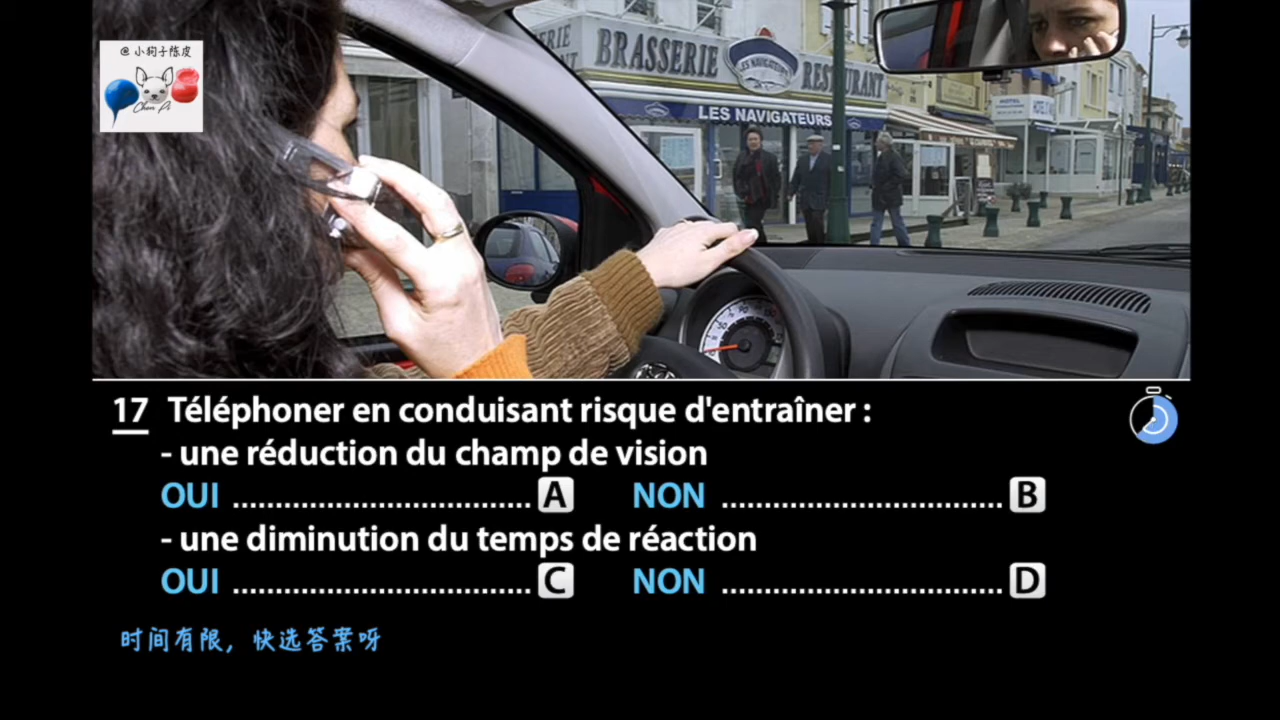 @小狗子陈皮
Chen Pi
BRASSERIE
LES NAVIGATEURS
RESTAURANT
LES NAVIGATEURS
HOTEL
17 Téléphoner en conduisant risque d'entraîner :
- une réduction du champ de vision
OUI .................................... A NON .................................. B
- une diminution du temps de réaction
OUI .................................... C NON .................................. D
时间有限，快选答案呀